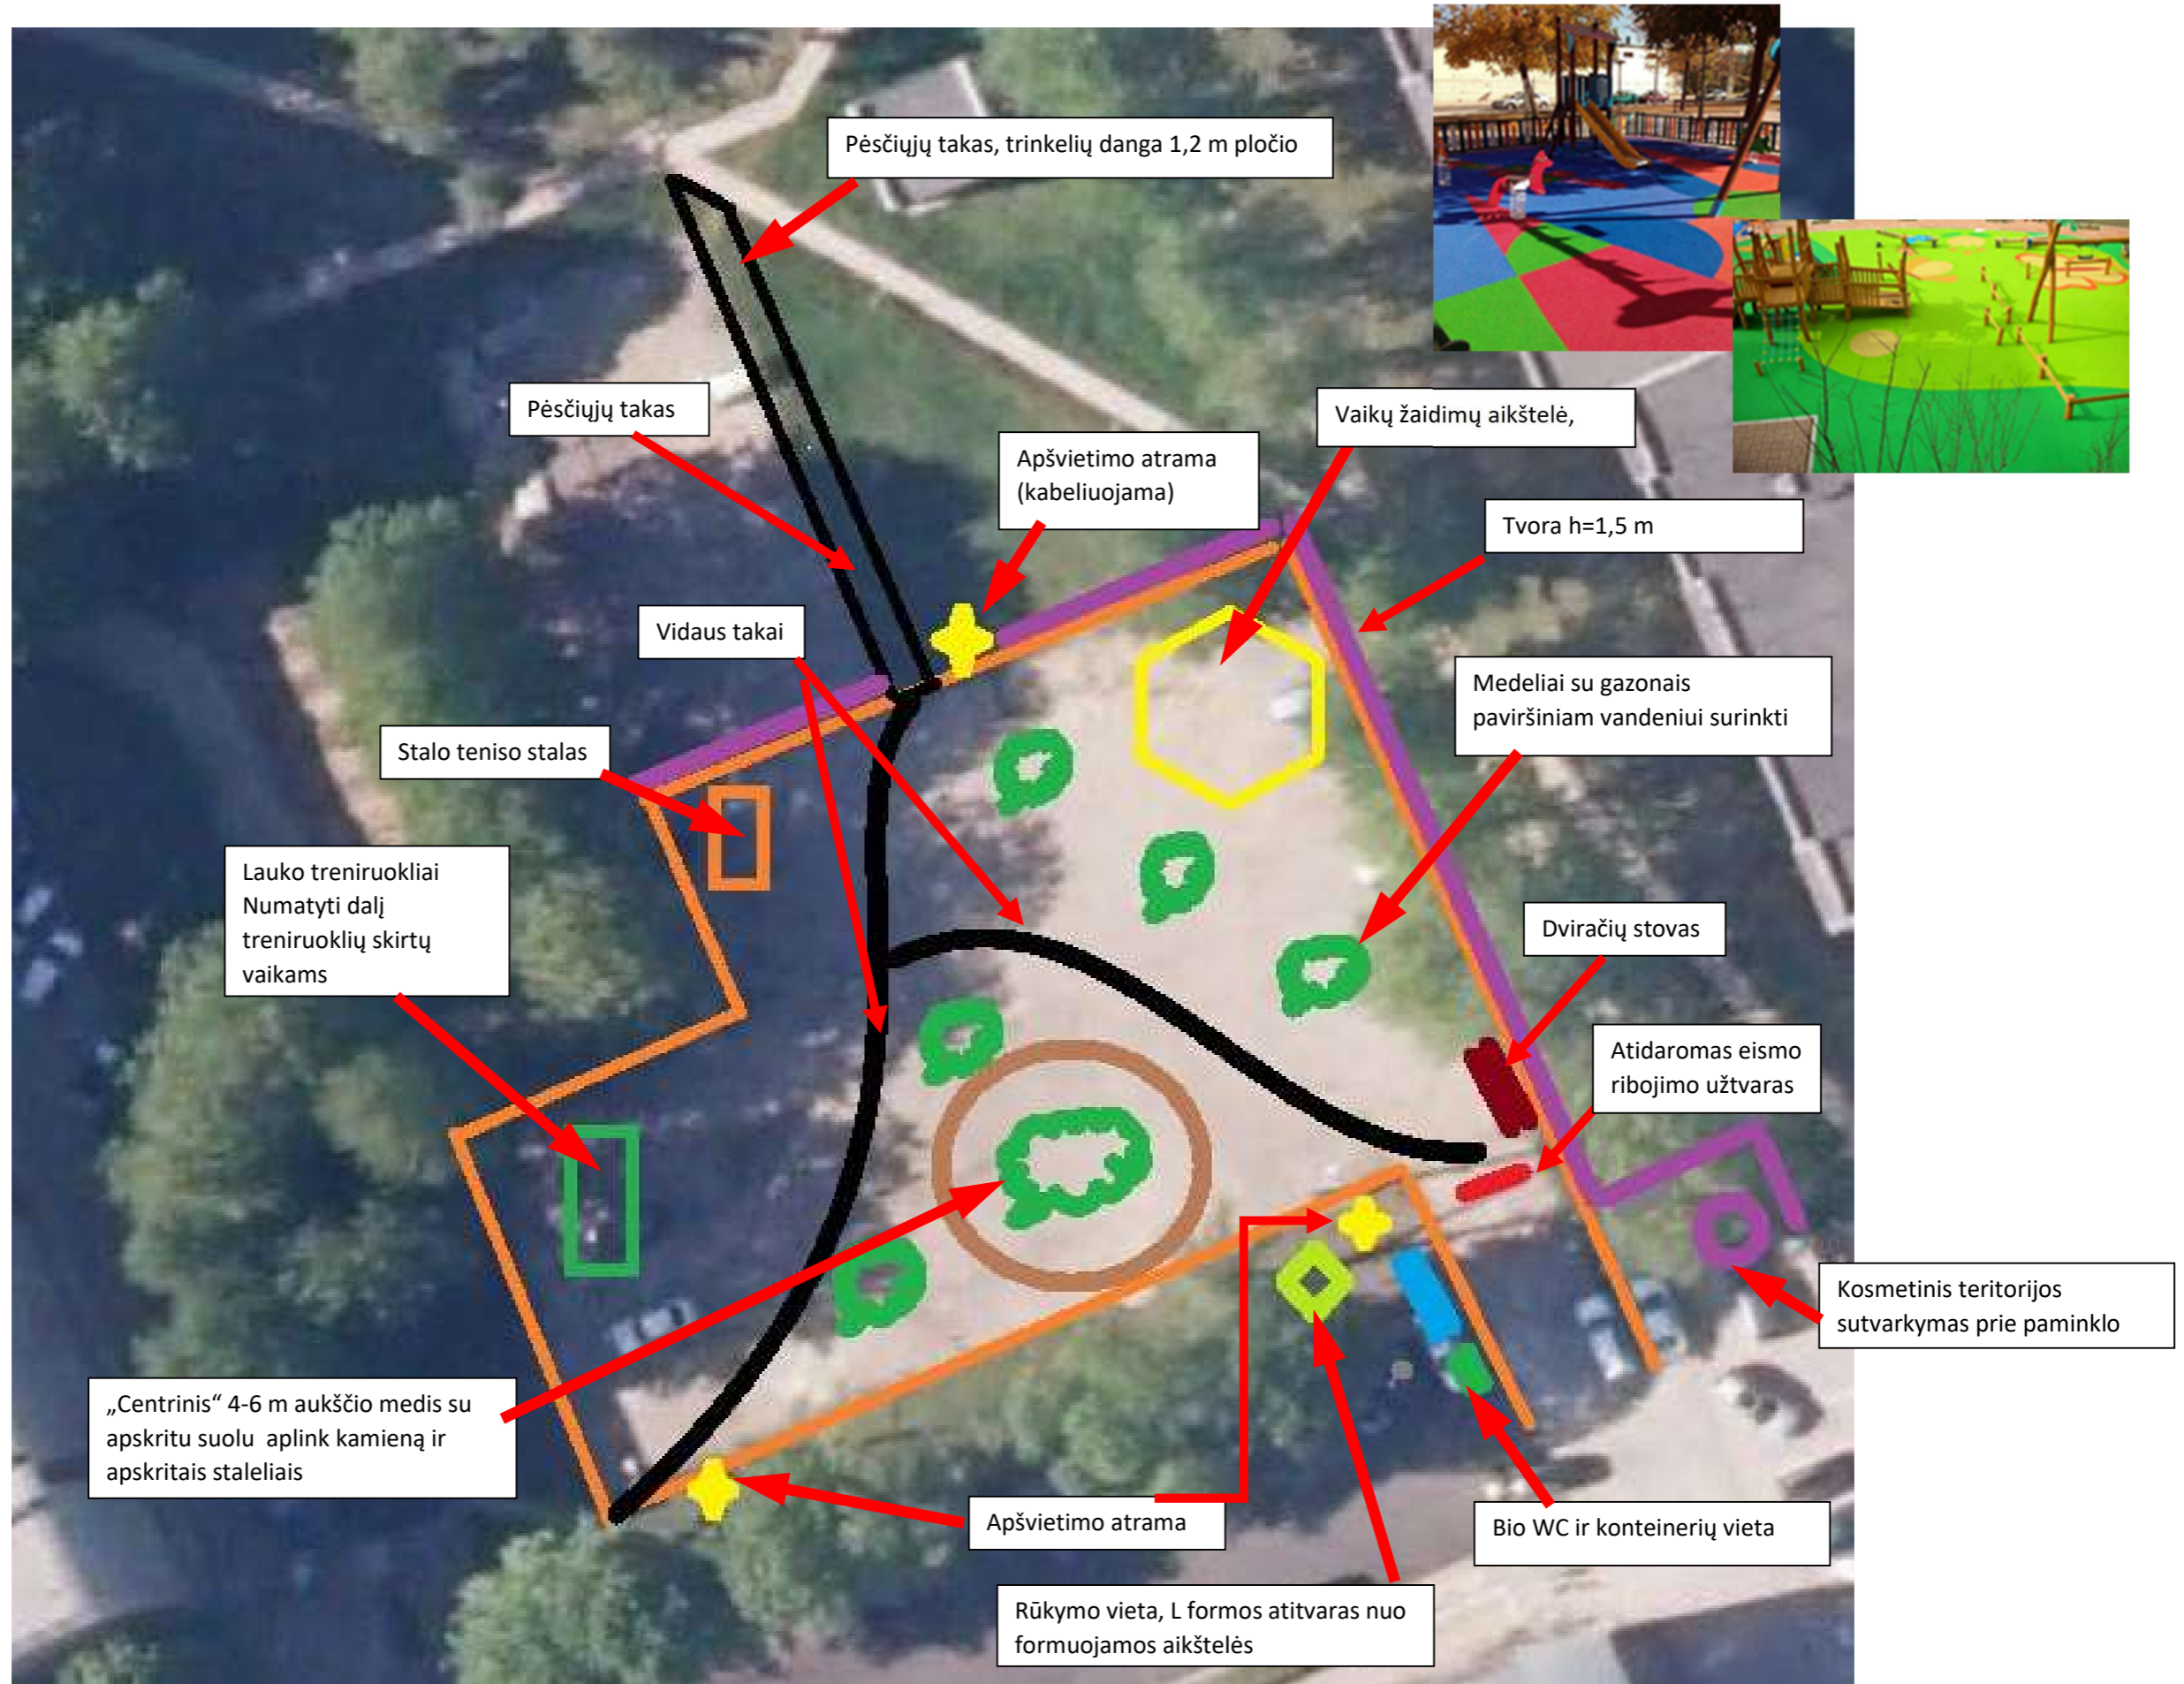 Pėsčiųjų takas, trinkelių danga 1,2 m pločio
Pėsčiųjų takas
Vaikų žaidimų aikštelė,
Apšvietimo atrama
(kabeliuojama)
Tvora h=1,5 m
Vidaus takai
Medeliai su gazonais
paviršiniam vandeniui surinkti
Stalo teniso stalas
Lauko treniruokliai
Numatyti dalį
treniruoklių skirtų
vaikams
Dviračių stovas
Atidaromas eismo
ribojimo užtvaras
Kosmetinis teritorijos
sutvarkymas prie paminklo
„Centrinis“ 4-6 m aukščio medis su
apskritu suolu  aplink kamieną ir
apskritais staleliais
Apšvietimo atrama
Bio WC ir konteinerių vieta
Rūkymo vieta, L formos atitvaras nuo
formuojamos aikštelės